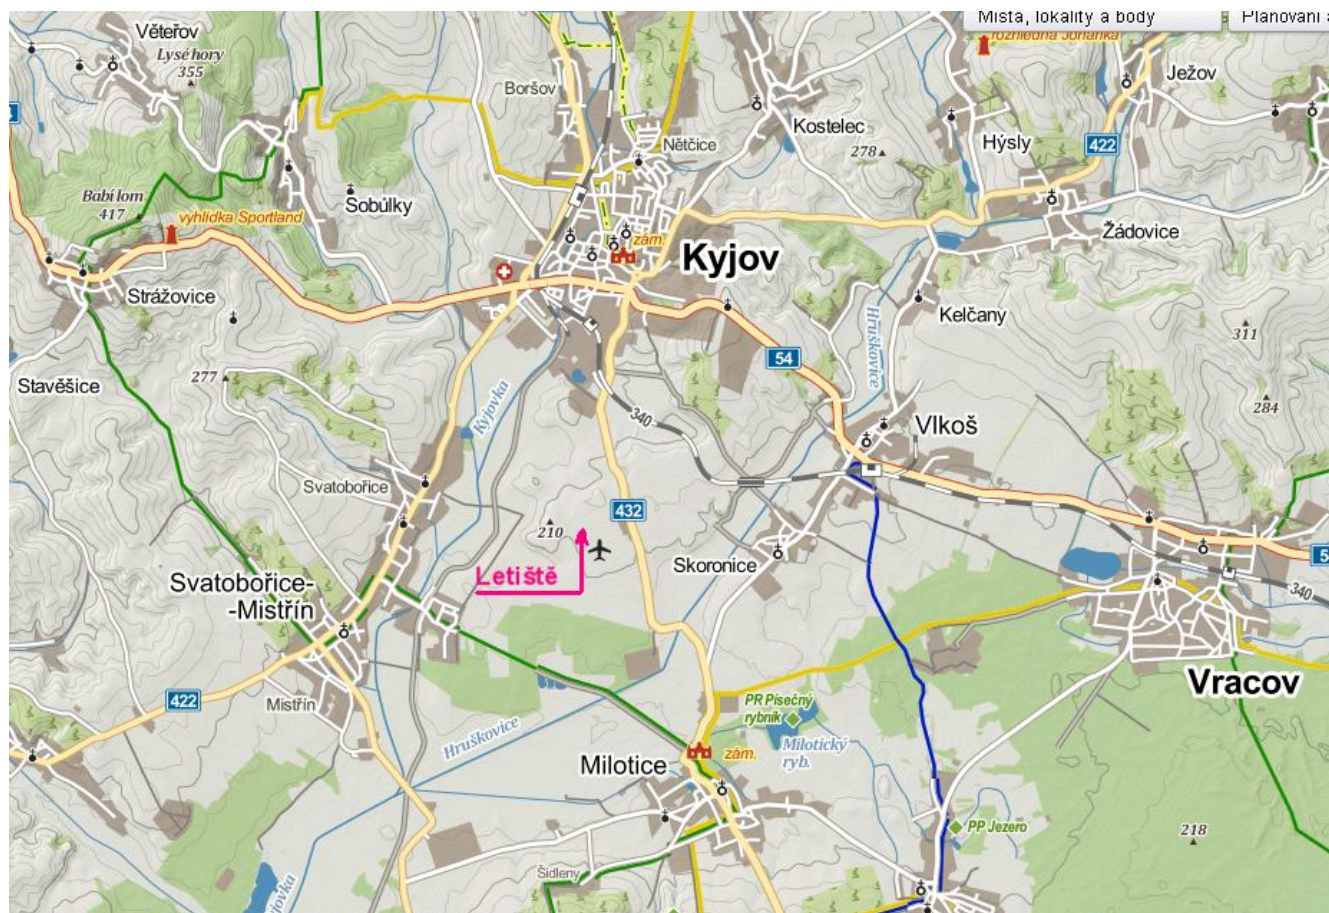 Místa, lokality a body
Plánování
rozhledna Johanka
Věteřov
Lysé hory
355
Boršov
Ježov
Kostelec
Nětčice
278
Hýsly
422
Babí lom
417
vyhlídka Sportland
Šobůlky
zám.
Kyjov
Žádovice
Strážovice
Kelčany
Hruškovice
311
54
277
Stavěšice
Kyjovka
340
284
Vlkoš
Svatobořice
432
210
Letiště
Skoronice
Svatobořice-
-Mistřín
340
422
Mistřín
Vracov
PR Písečný
rybník
Hruškovice
zám.
Milotický
ryb.
Milotice
PP Jezero
218
Šidleny
Kyjovka